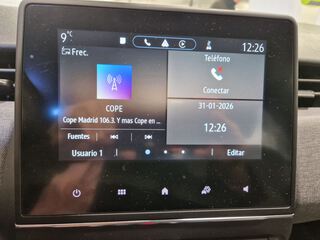 9 °C
12:26
Frec.
COPE
Cope Madrid 106.3. Y mas Cope en ...
Fuentes
Usuario 1
Teléfono
Conectar
31-01-2026
12:26
Editar